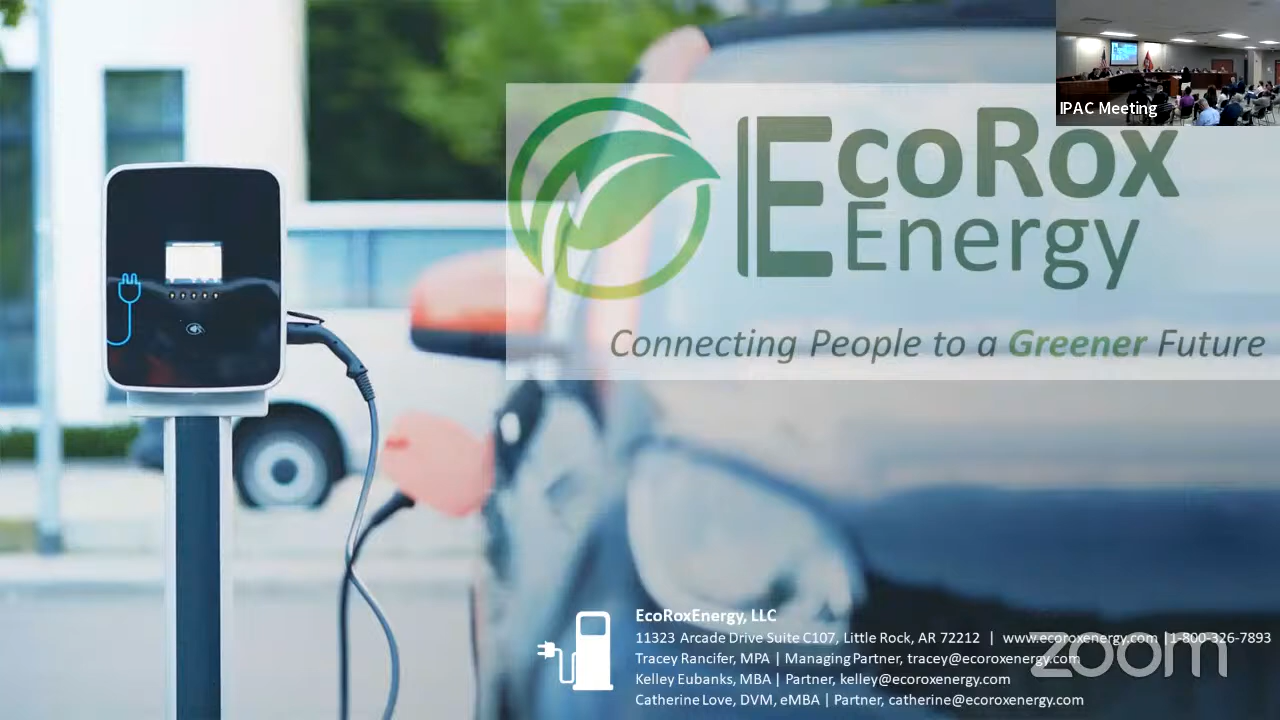 IPAC Meeting
EcoRox
Energy
Connecting People to a Greener Future
EcoRoxEnergy, LLC
11323 Arcade Drive Suite C107, Little Rock, AR 72212 | www.ecoroxenergy.com |1-800-326-7893
Tracey Rancifer, MPA | Managing Partner, tracey@ecoroxenergy.com
Kelley Eubanks, MBA | Partner, kelley@ecoroxenergy.com
Catherine Love, DVM, eMBA | Partner, catherine@ecoroxenergy.com
zoom